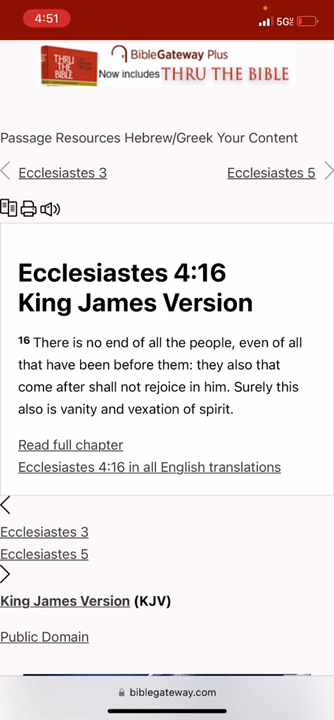 4:51
5G
THRU THE BIBLE
BibleGateway Plus
Now includes THRU THE BIBLE
Passage Resources Hebrew/Greek Your Content
Ecclesiastes 3
Ecclesiastes 5
Ecclesiastes 4:16
King James Version
16 There is no end of all the people, even of all
that have been before them: they also that
come after shall not rejoice in him. Surely this
also is vanity and vexation of spirit.
Read full chapter
Ecclesiastes 4:16 in all English translations
Ecclesiastes 3
Ecclesiastes 5
King James Version (KJV)
Public Domain
biblegateway.com